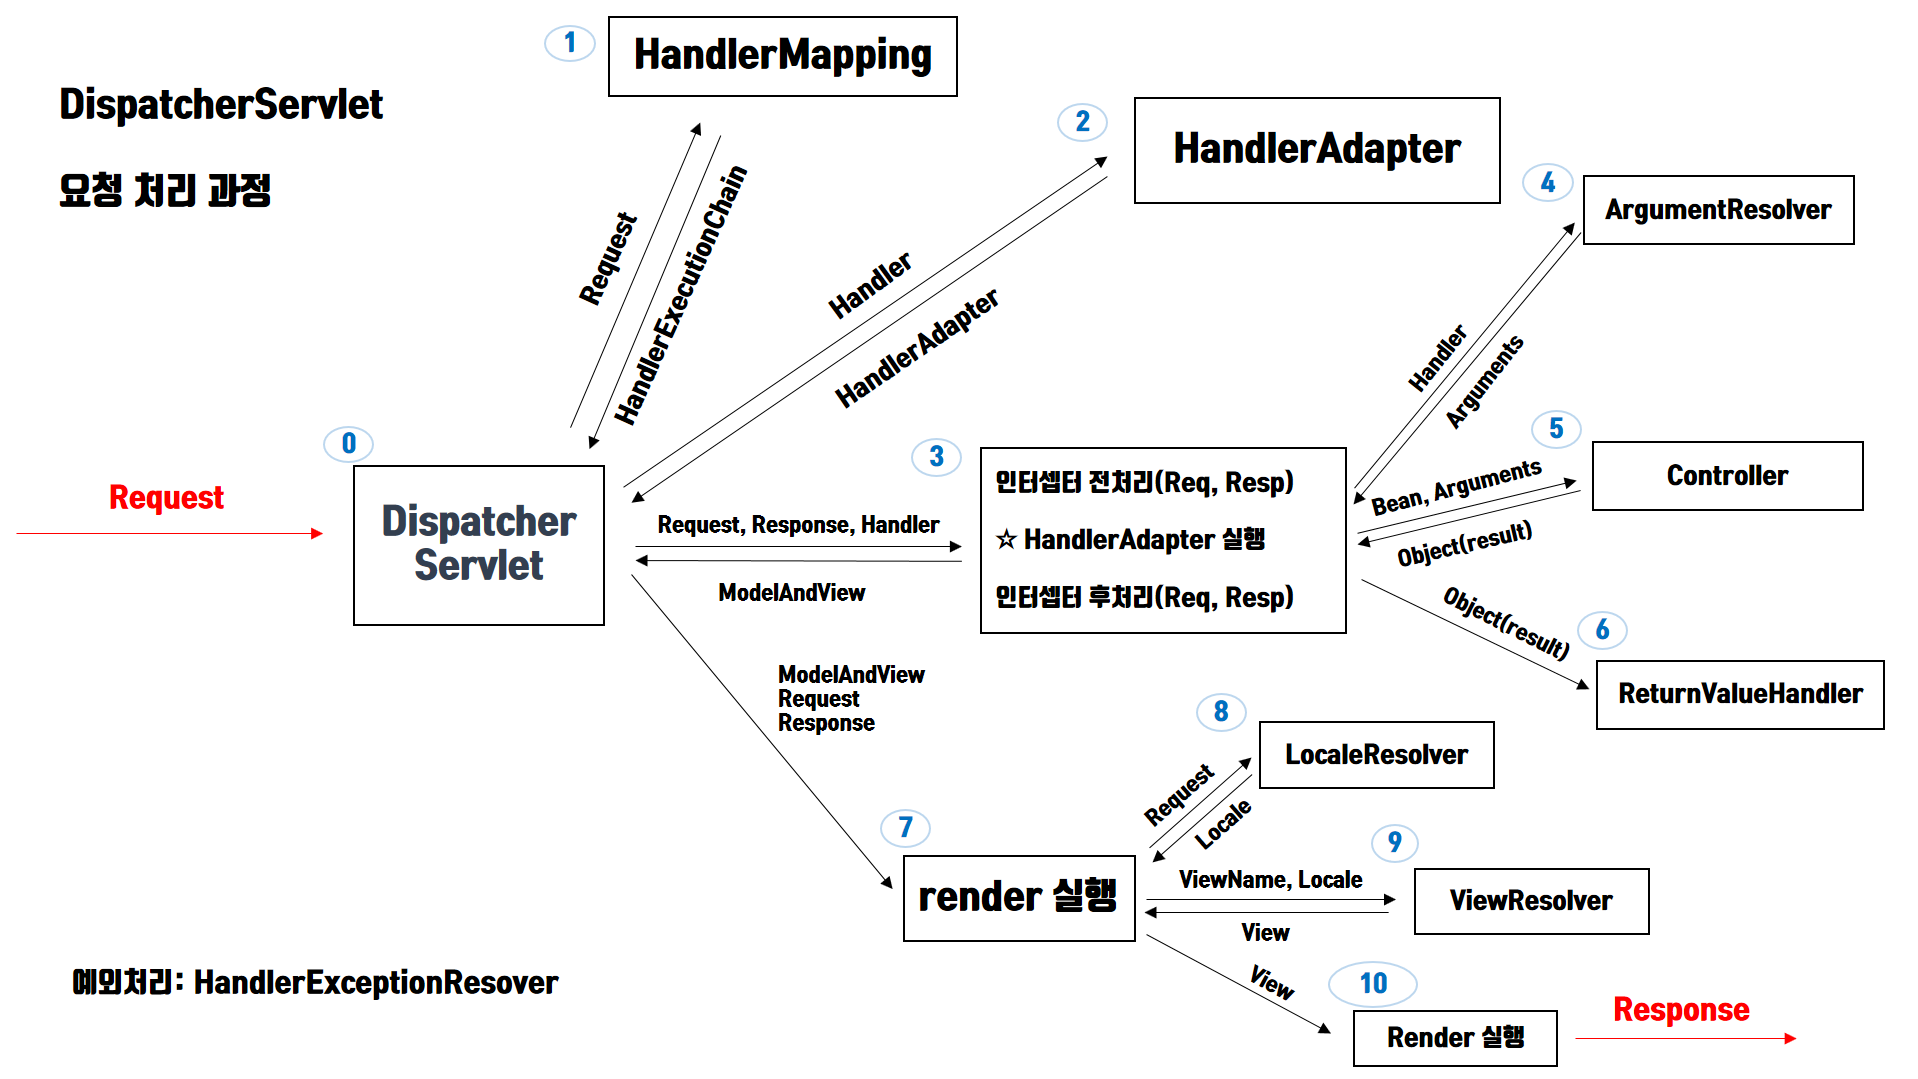 DispatcherServlet
요청 처리 과정
1
HandlerMapping
Request
HandlerExecutionChain
2
HandlerAdapter
Handler
HandlerAdapter
0
Request
Dispatcher
Servlet
3
Request, Response, Handler
ModelAndView
인터셉터 전처리(Req, Resp)
☆ HandlerAdapter 실행
인터셉터 후처리(Req, Resp)
4
ArgumentResolver
Handler
Arguments
5
Controller
Bean, Arguments
Object(result)
Object(result)
6
ReturnValueHandler
ModelAndView
Request
Response
7
render 실행
8
LocaleResolver
Request
Locale
9
ViewName, Locale
View
ViewResolver
View
10
Render 실행
Response
예외처리: HandlerExceptionResover